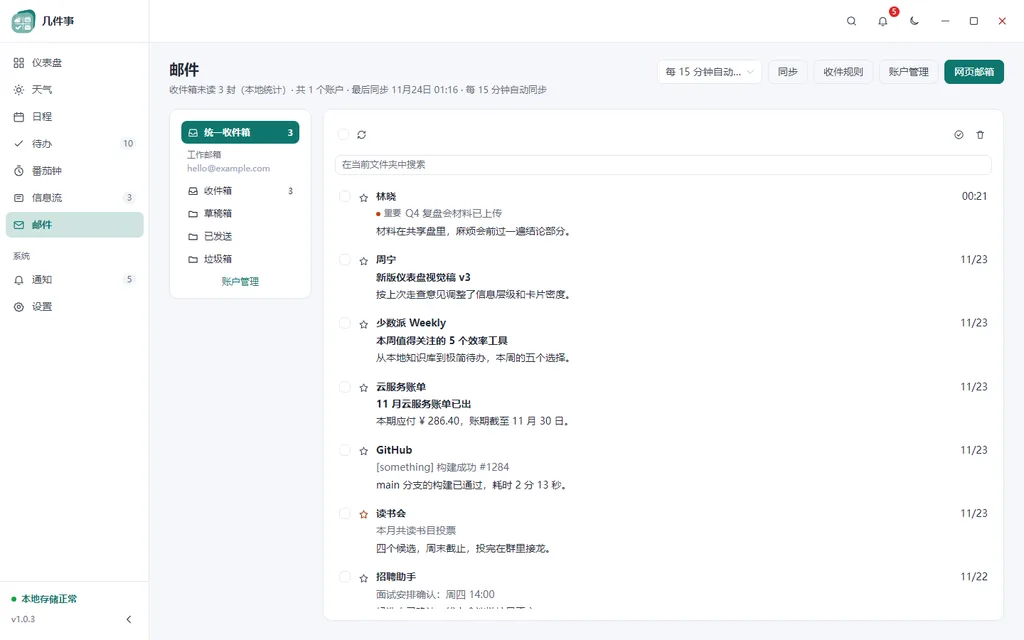 几件事
5
仪表盘
天气
日程
待办 10
番茄钟
信息流 3
邮件
系统
通知 5
设置
本地存储正常
v1.0.3
邮件
收件箱未读 3 封（本地统计）· 共 1 个账户 · 最后同步 11月24日 01:16 · 每 15 分钟自动同步
每 15 分钟自动...
同步
收件规则
账户管理
网页邮箱
统一收件箱 3
工作邮箱
hello@example.com
收件箱 3
草稿箱
已发送
垃圾箱
账户管理
在当前文件夹中搜索
林晓 00:21
重要 Q4 复盘会材料已上传
材料在共享盘里，麻烦会前过一遍结论部分。
周宁 11/23
新版仪表盘视觉稿 v3
按上次走查意见调整了信息层级和卡片密度。
少数派 Weekly 11/23
本周值得关注的 5 个效率工具
从本地知识库到极简待办，本周的五个选择。
云服务账单 11/23
11 月云服务账单已出
本期应付 ¥ 286.40，账期截至 11 月 30 日。
GitHub 11/23
[something] 构建成功 #1284
main 分支的构建已通过，耗时 2 分 13 秒。
读书会 11/23
本月共读书目投票
四个候选，周末截止，投完在群里接龙。
招聘助手 11/22
面试安排确认：周四 14:00